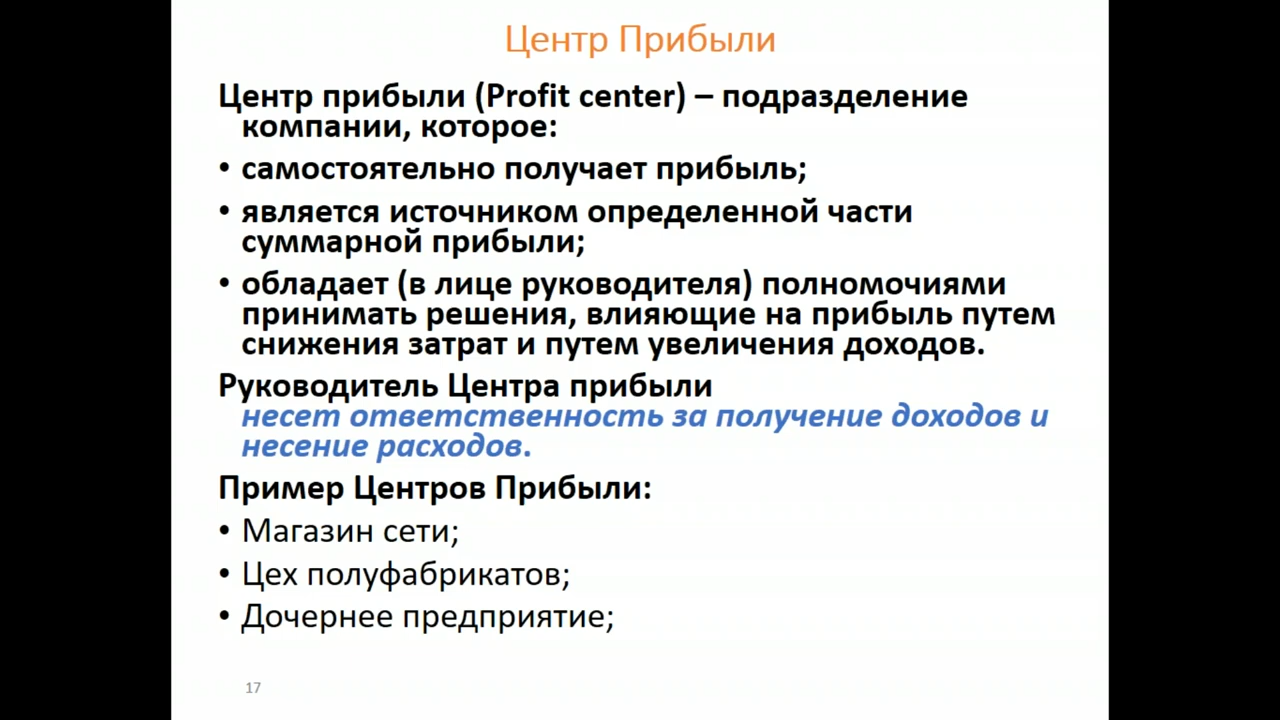 Центр Прибыли
Центр прибыли (Profit center) – подразделение
компании, которое:
• самостоятельно получает прибыль;
• является источником определенной части
суммарной прибыли;
• обладает (в лице руководителя) полномочиями
принимать решения, влияющие на прибыль путем
снижения затрат и путем увеличения доходов.
Руководитель Центра прибыли
несет ответственность за получение доходов и
несение расходов.
Пример Центров Прибыли:
• Магазин сети;
• Цех полуфабрикатов;
• Дочернее предприятие;
17